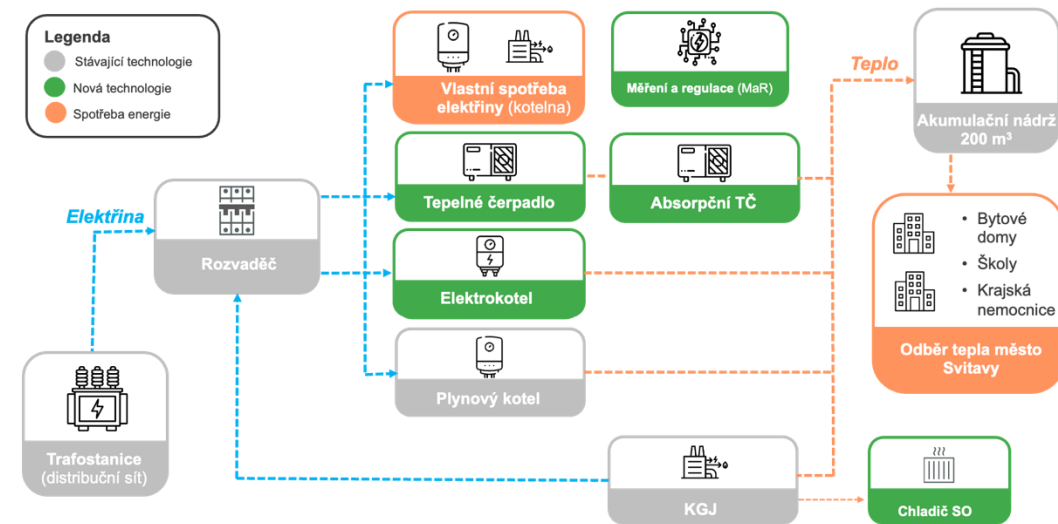 Legenda
Stávající technologie
Nová technologie
Spotřeba energie
Vlastní spotřeba
elektřiny (kotelna)
Měření a regulace (MaR)
Teplo
Akumulační nádrž
200 m³
Elektřina
Rozvaděč
Tepelné čerpadlo
Absorpční TČ
Elektrokotel
Plynový kotel
• Bytové
domy
• Školy
• Krajská
nemocnice
Odběr tepla město
Svitavy
Trafostanice
(distribuční sít)
KGJ
Chladič SO